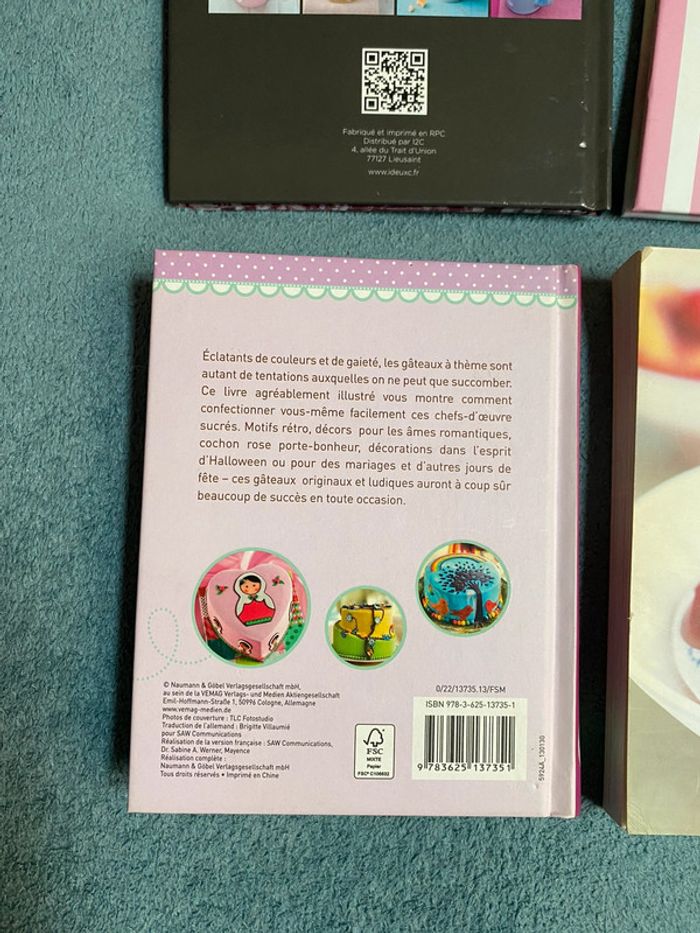 Fabriqué et imprimé en RPC
Distribué par I2C
4, allée du Trait d'Union
77127 Lieusaint
www.ideuxc.fr
Éclatants de couleurs et de gaieté, les gâteaux à thème sont
autant de tentations auxquelles on ne peut que succomber.
Ce livre agréablement illustré vous montre comment
confectionner vous-même facilement ces chefs-d'œuvre
sucrés. Motifs rétro, décors pour les âmes romantiques,
cochon rose porte-bonheur, décorations dans l'esprit
d'Halloween ou pour des mariages et d'autres jours de
fête – ces gâteaux originaux et ludiques auront à coup sûr
beaucoup de succès en toute occasion.
© Naumann & Göbel Verlagsgesellschaft mbH,
au sein de la VEMAG Verlags- und Medien Aktiengesellschaft
Emil-Hoffmann-Straße 1, 50996 Cologne, Allemagne
www.vemag-medien.de
Photos de couverture : TLC Fotostudio
Traduction de l'allemand : Brigitte Villaumié
pour SAW Communications
Réalisation de la version française : SAW Communications,
Dr. Sabine A. Werner, Mayence
Réalisation complète :
Naumann & Göbel Verlagsgesellschaft mbH
Tous droits réservés • Imprimé en Chine
FSC
MIXTE
Papier
FSC® C106602
0/22/13735.13/FSM
ISBN 978-3-625-13735-1
9 783625 137351
5924A_130130